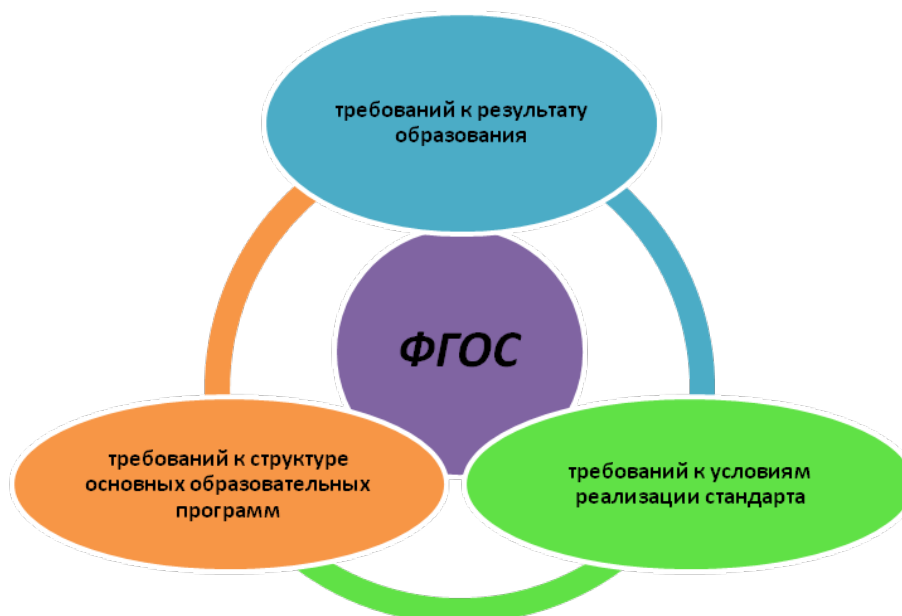 требований к результату
образования
ФГОС
требований к структуре
основных образовательных
программ
требований к условиям
реализации стандарта